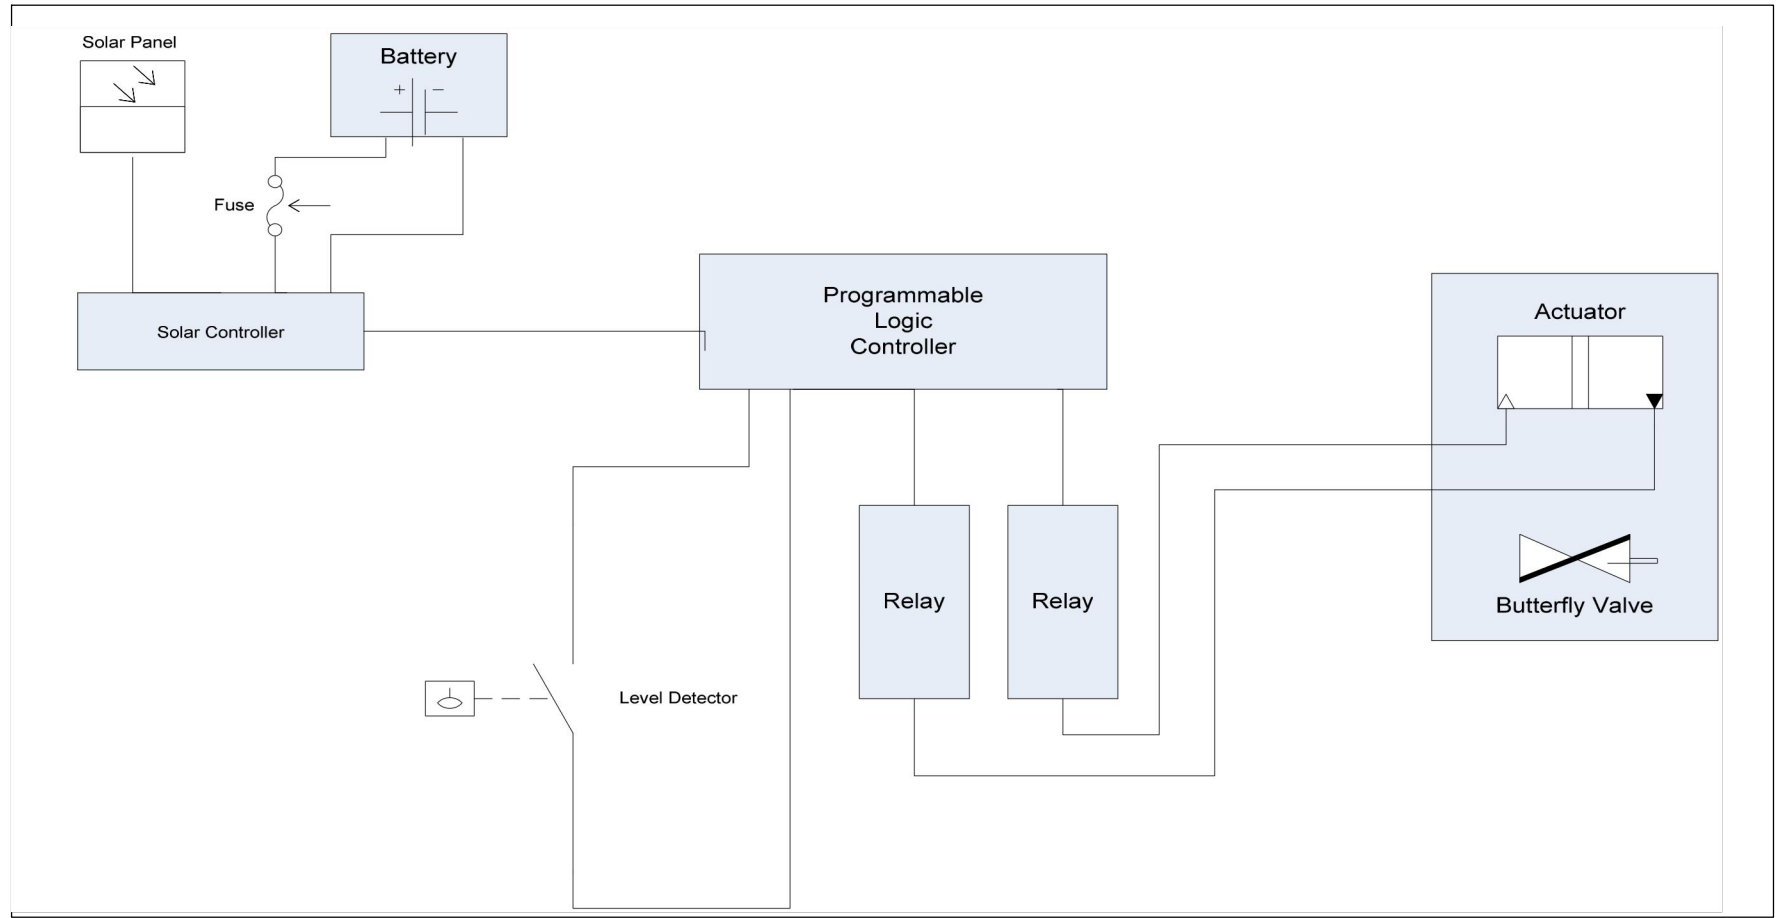 Solar Panel
Battery
+ −
Fuse
Solar Controller
Programmable
Logic
Controller
Actuator
Relay
Relay
Butterfly Valve
Level Detector